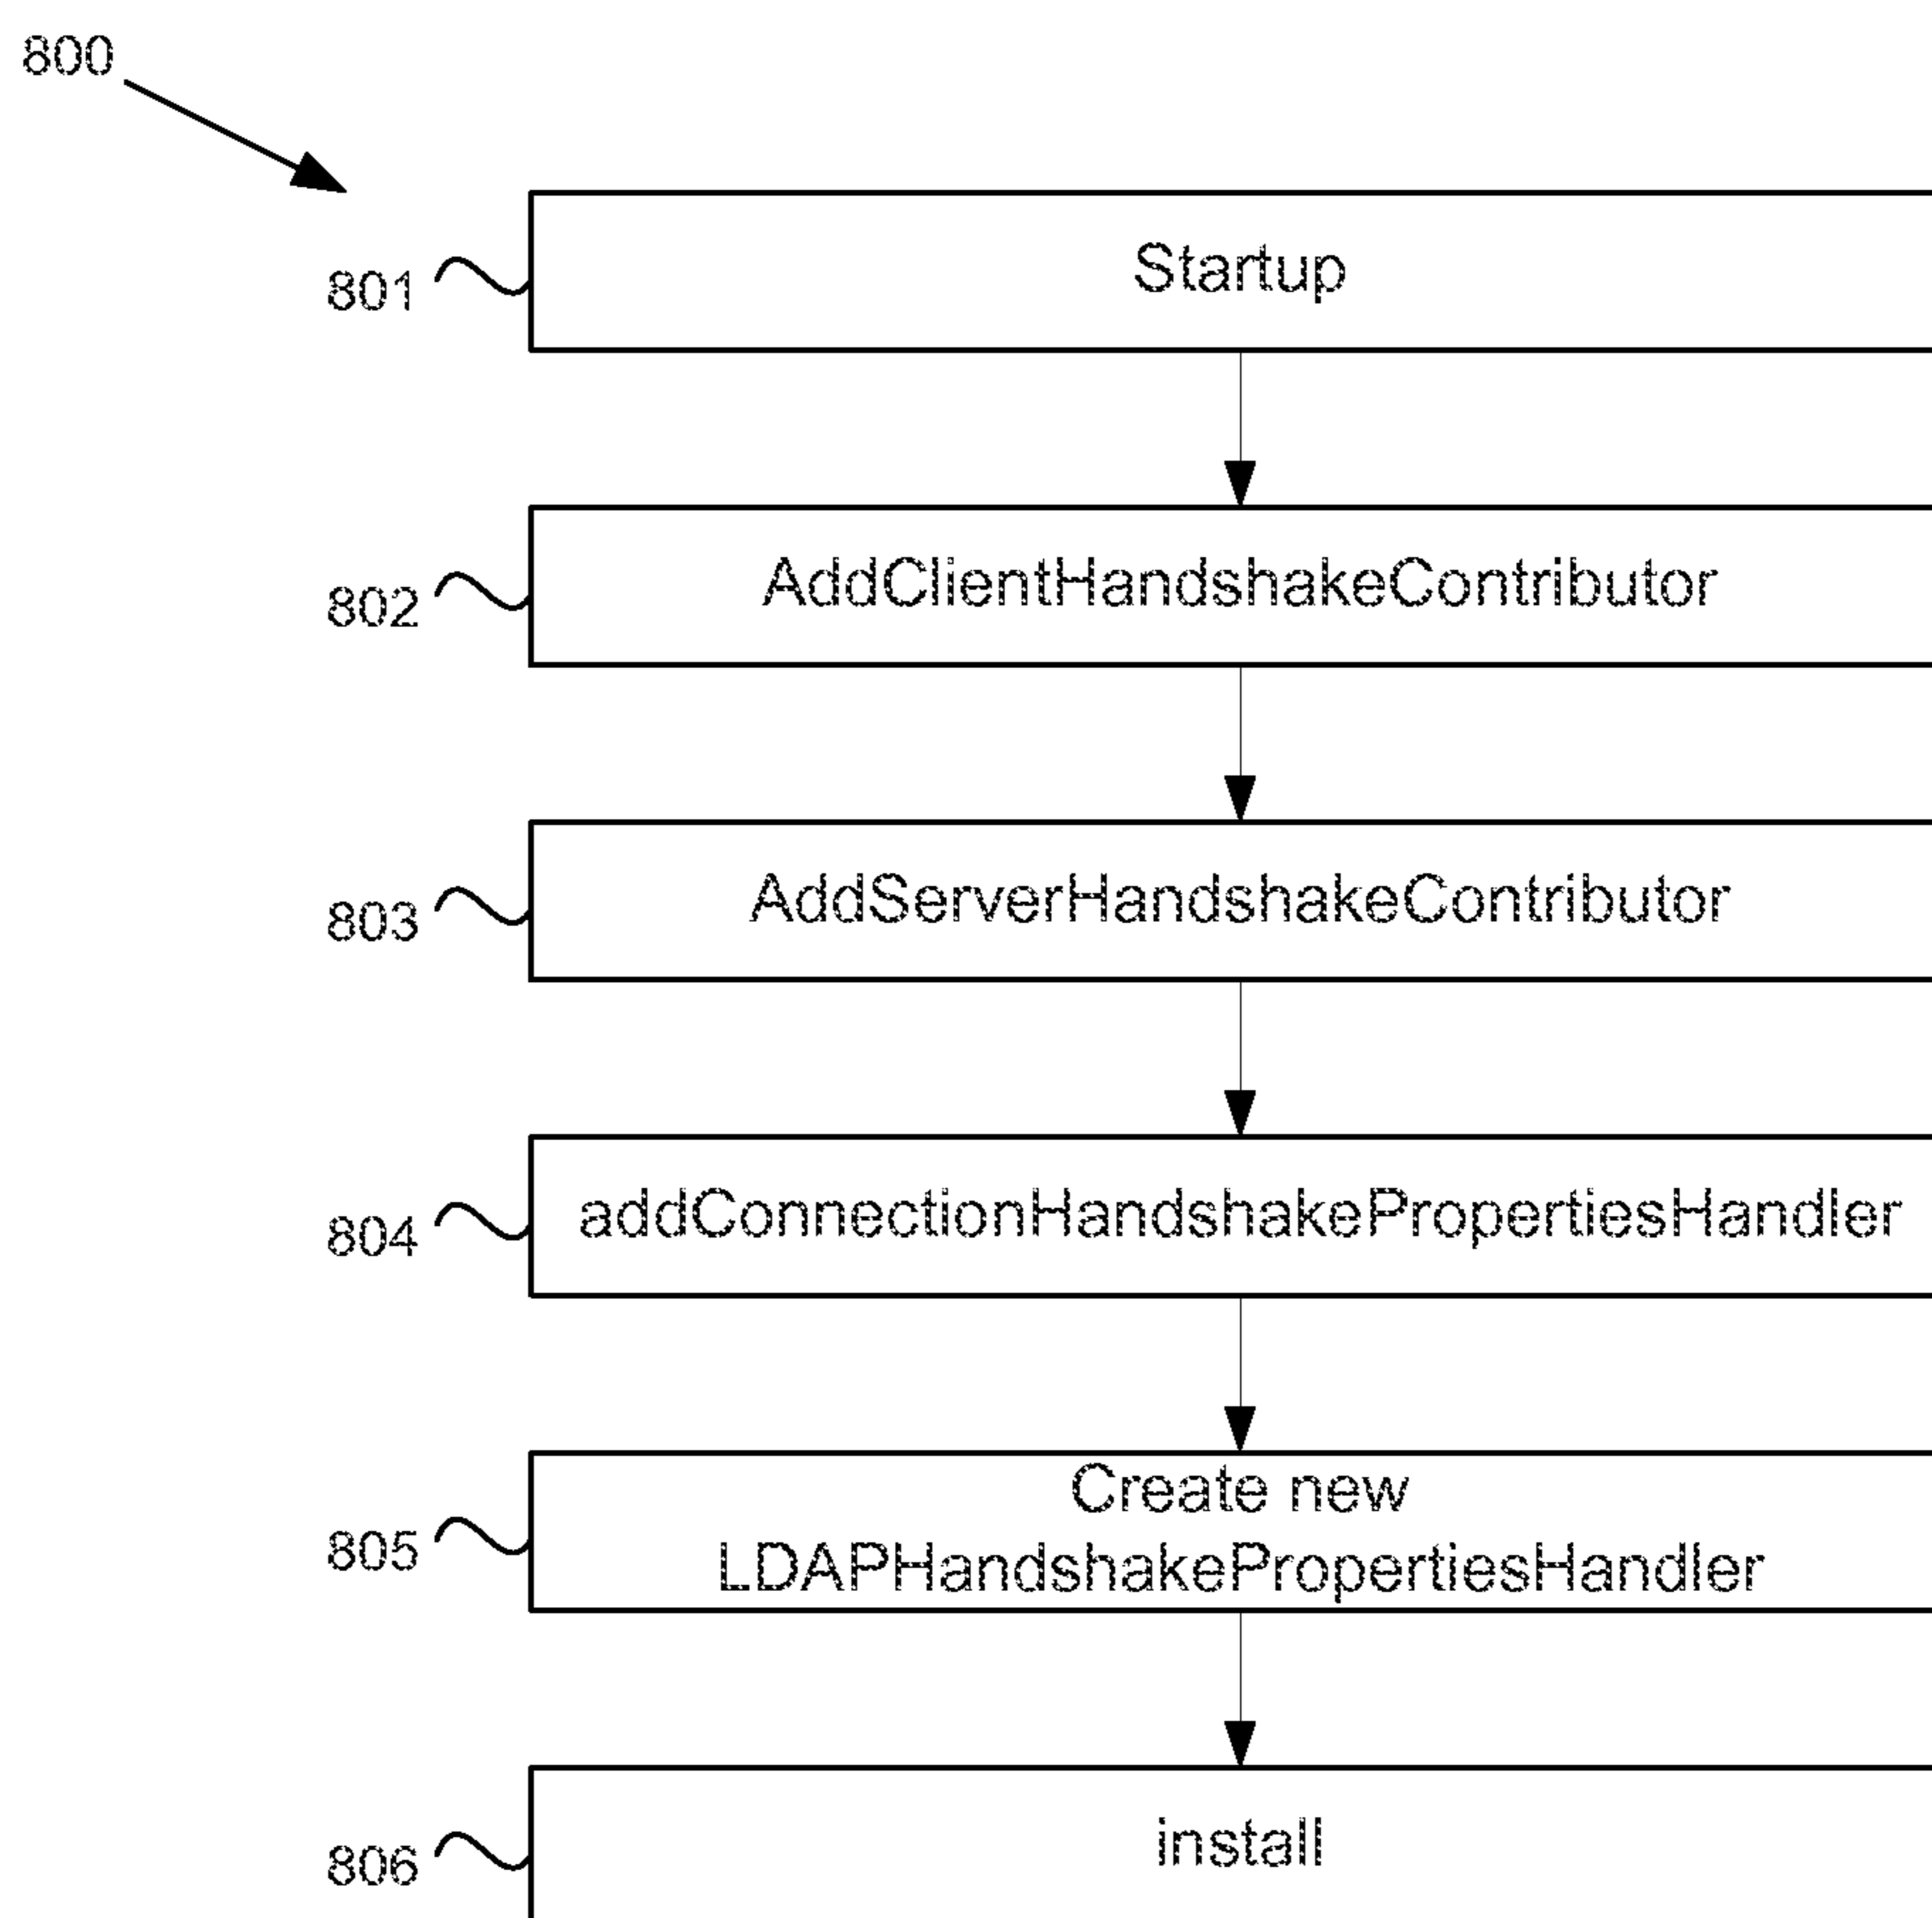 800
801
Startup
802
AddClientHandshakeContributor
803
AddServerHandshakeContributor
804
addConnectionHandshakePropertiesHandler
805
Create new
LDAPHandshakePropertiesHandler
806
install